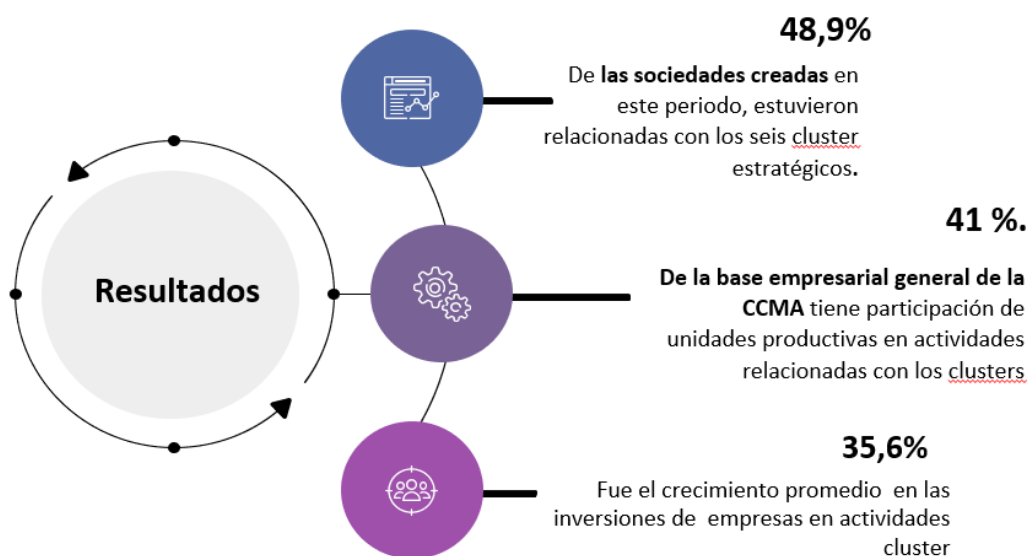 Resultados
48,9%
De las sociedades creadas en
este periodo, estuvieron
relacionadas con los seis cluster
estratégicos.
41 %.
De la base empresarial general de la
CCMA tiene participación de
unidades productivas en actividades
relacionadas con los clusters
35,6%
Fue el crecimiento promedio en las
inversiones de empresas en actividades
cluster